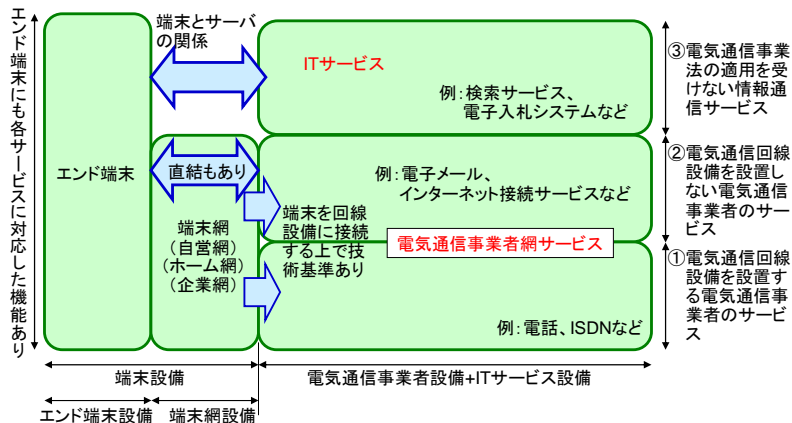 エンド端末にも各サービスに対応した機能あり
端末とサーバ
の関係
ITサービス
例：検索サービス、
電子入札システムなど
③電気通信事業
法の適用を受
けない情報通
信サービス
エンド端末
直結もあり
例：電子メール、
インターネット接続サービスなど
②電気通信回線
設備を設置し
ない電気通信
事業者のサー
ビス
端末網
（自営網）
（ホーム網）
（企業網）
端末を回線
設備に接続
する上で技
術基準あり
電気通信事業者網サービス
①電気通信回線
設備を設置す
る電気通信事
業者のサービ
ス
例：電話、ISDNなど
端末設備
電気通信事業者設備+ITサービス設備
エンド端末設備
端末網設備